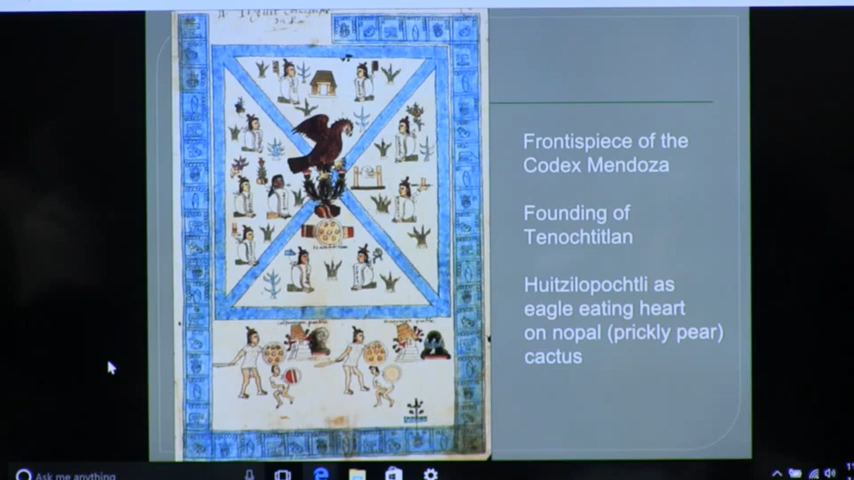 Frontispiece of the
Codex Mendoza
Founding of
Tenochtitlan
Huitzilopochtli as
eagle eating heart
on nopal (prickly pear)
cactus
Ask me anything